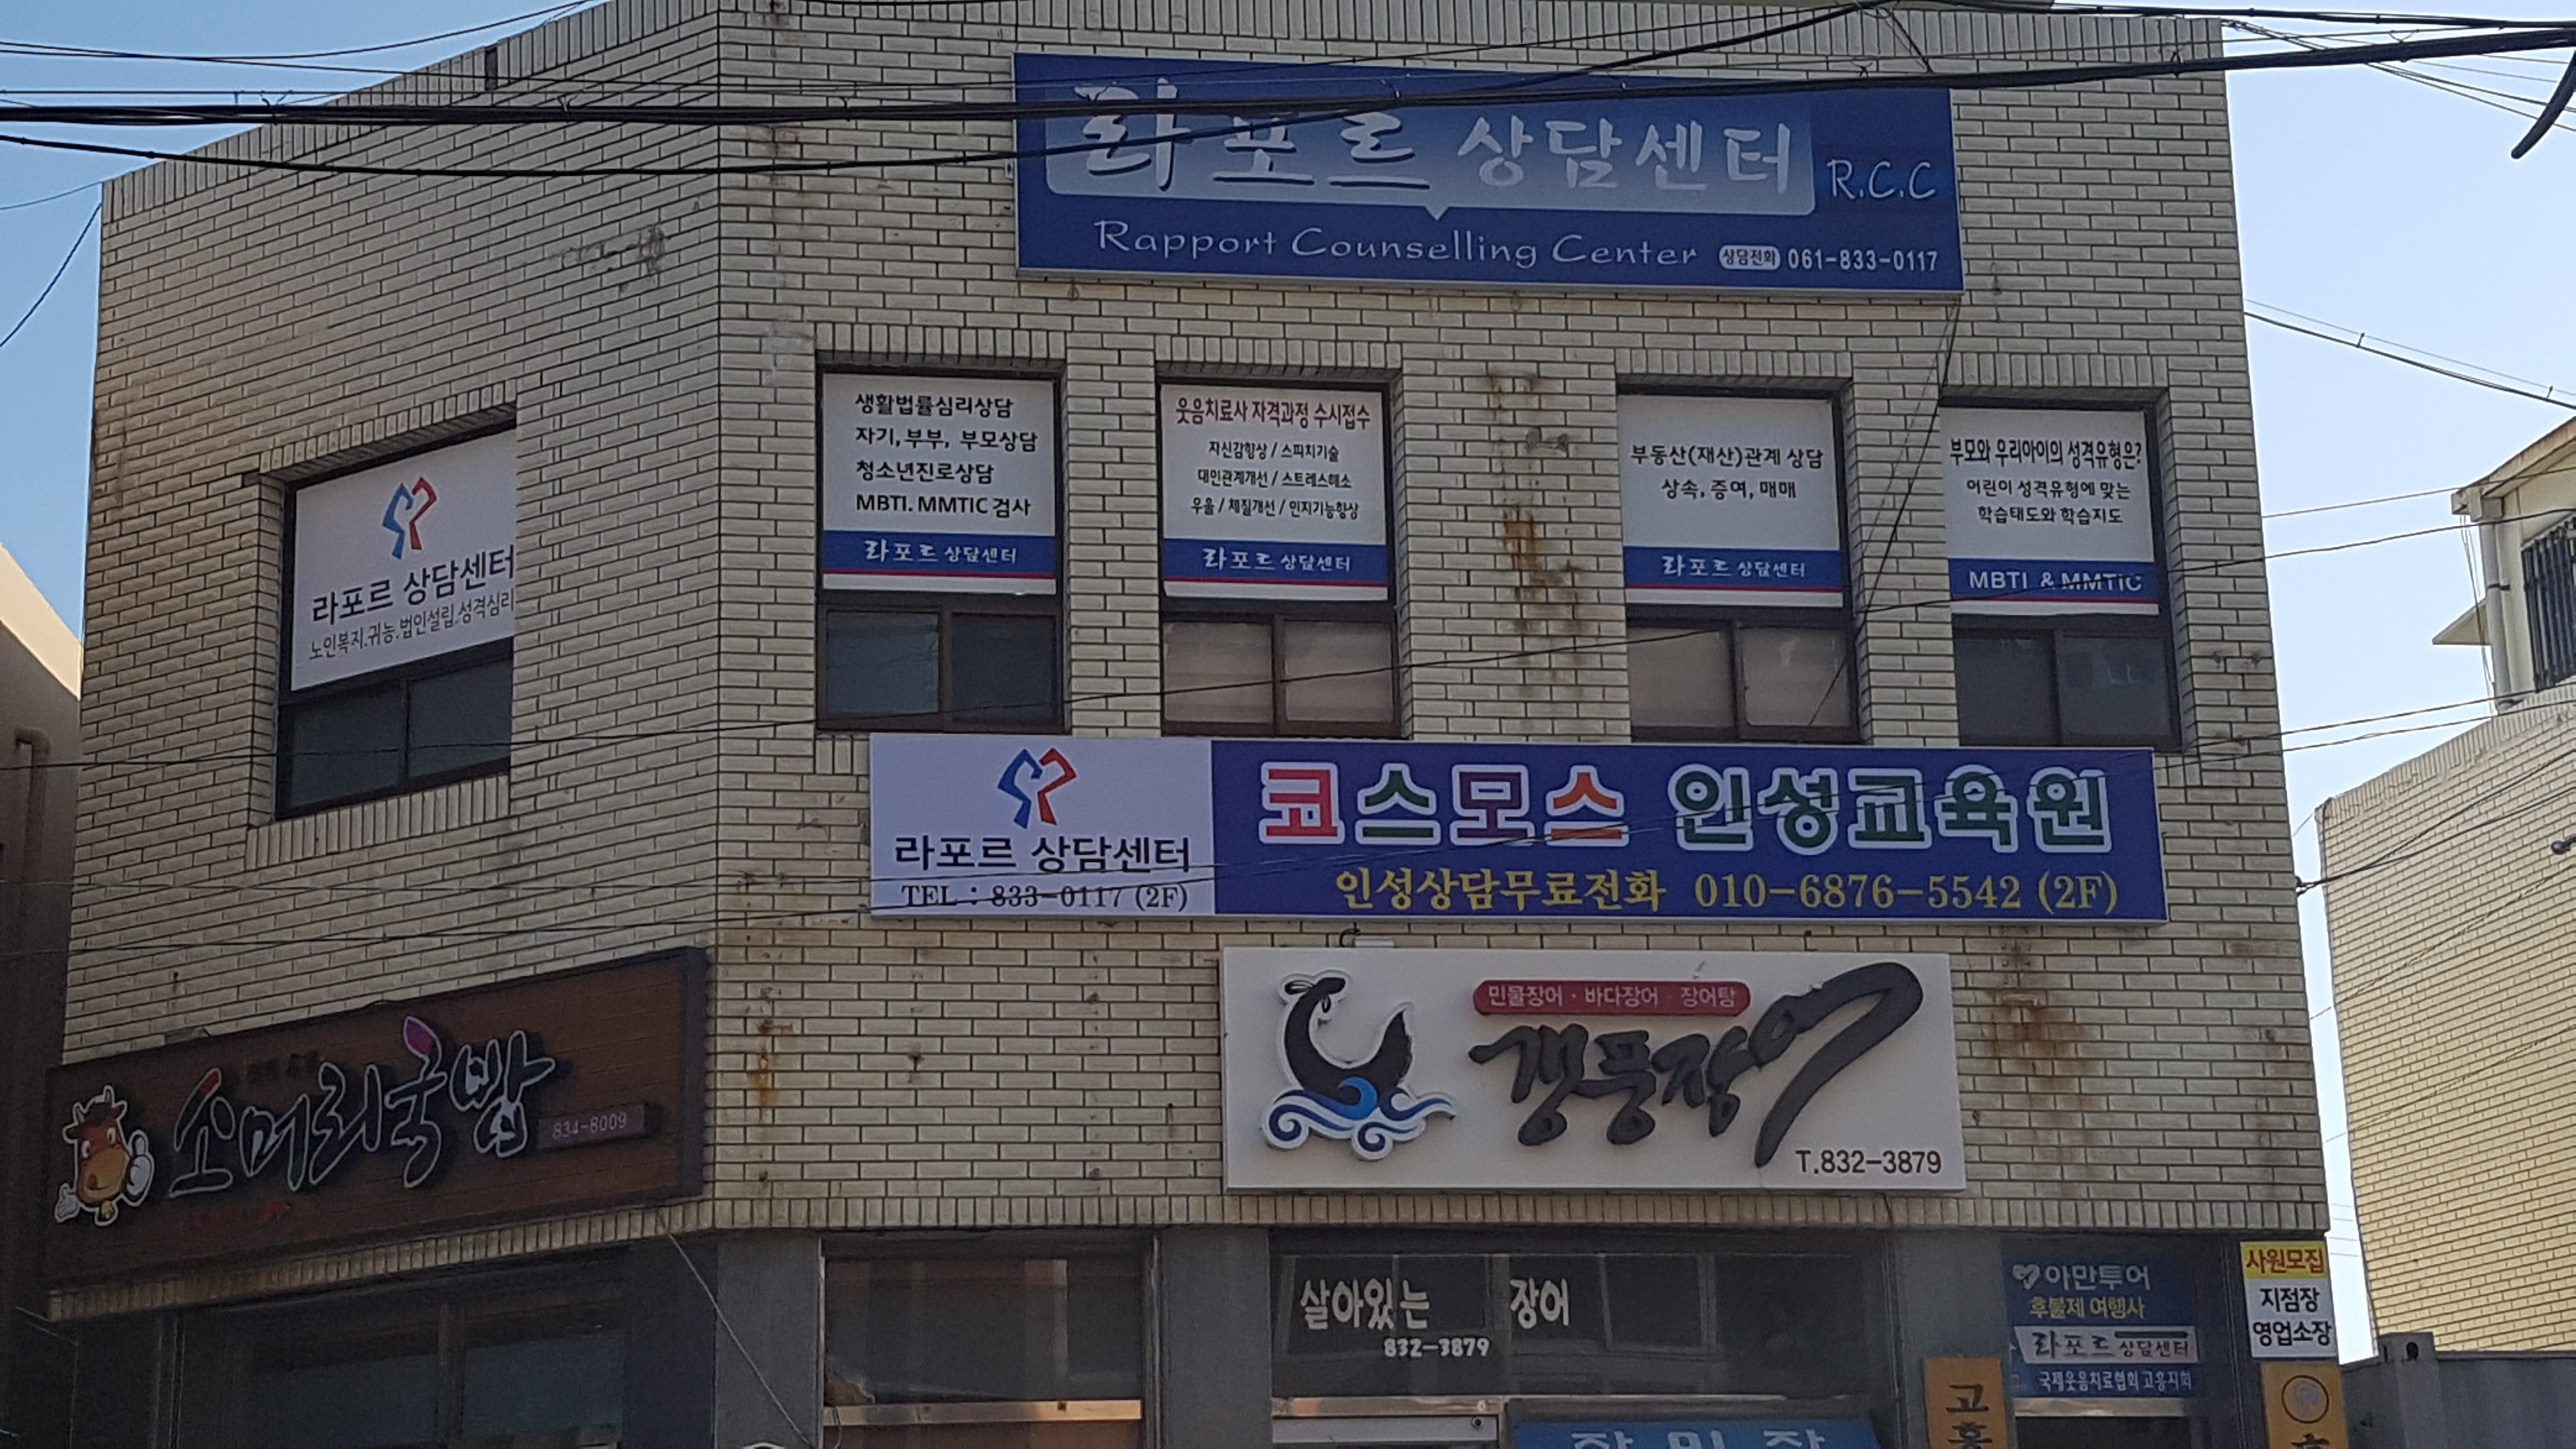 라포르 상담센터 R.C.C
Rapport Counselling Center 상담전화 061-833-0117
라포르 상담센터
노인복지.귀농.법인설립.성격심리
생활법률심리상담
자기, 부부, 부모상담
청소년진로상담
MBTI. MMTIC 검사
라포르 상담센터
웃음치료사 자격과정 수시접수
자신감향상 / 스피치기술
대인관계개선 / 스트레스해소
우울 / 체질개선 / 인지기능향상
라포르 상담센터
부동산(재산)관계 상담
상속, 증여, 매매
라포르 상담센터
부모와 우리아이의 성격유형은?
어린이 성격유형에 맞는
학습태도와 학습지도
MBTI & MMTIC
라포르 상담센터
TEL : 833-0117 (2F)
코스모스 인성교육원
인성상담무료전화 010-6876-5542 (2F)
소머리국밥
834-8009
민물장어 · 바다장어 · 장어탕
갱풍장어
T.832-3879
살아있는 장어
832-3879
아만투어
후불제 여행사
라포르 상담센터
국제웃음치료협회 고흥지회
사원모집
지점장
영업소장
고흥